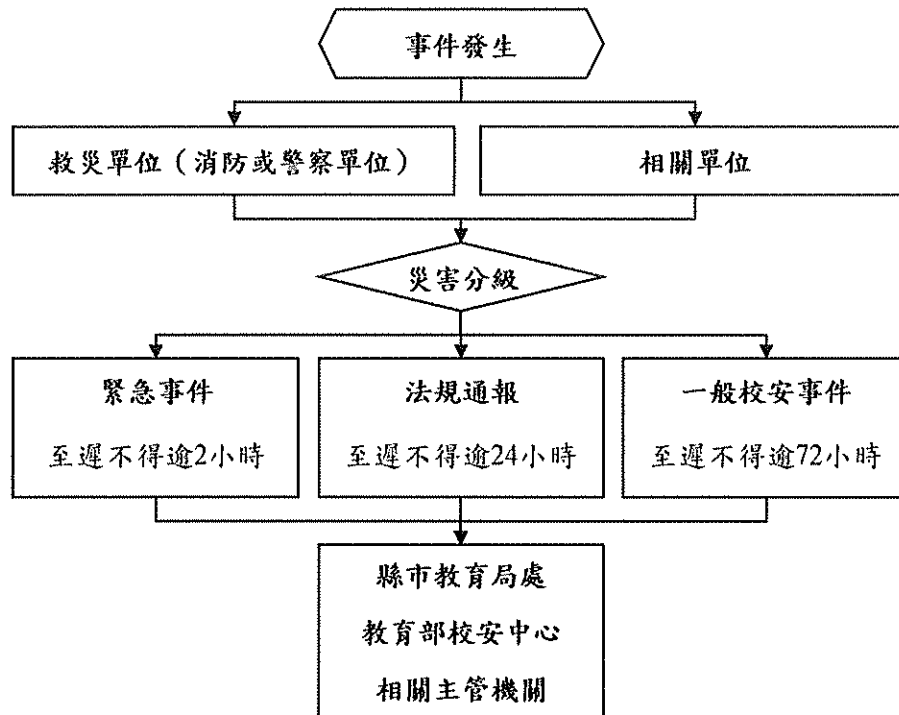 事件發生
救災單位（消防或警察單位）
相關單位
災害分級
緊急事件
至遲不得逾2小時
法規通報
至遲不得逾24小時
一般校安事件
至遲不得逾72小時
縣市教育局處
教育部校安中心
相關主管機關